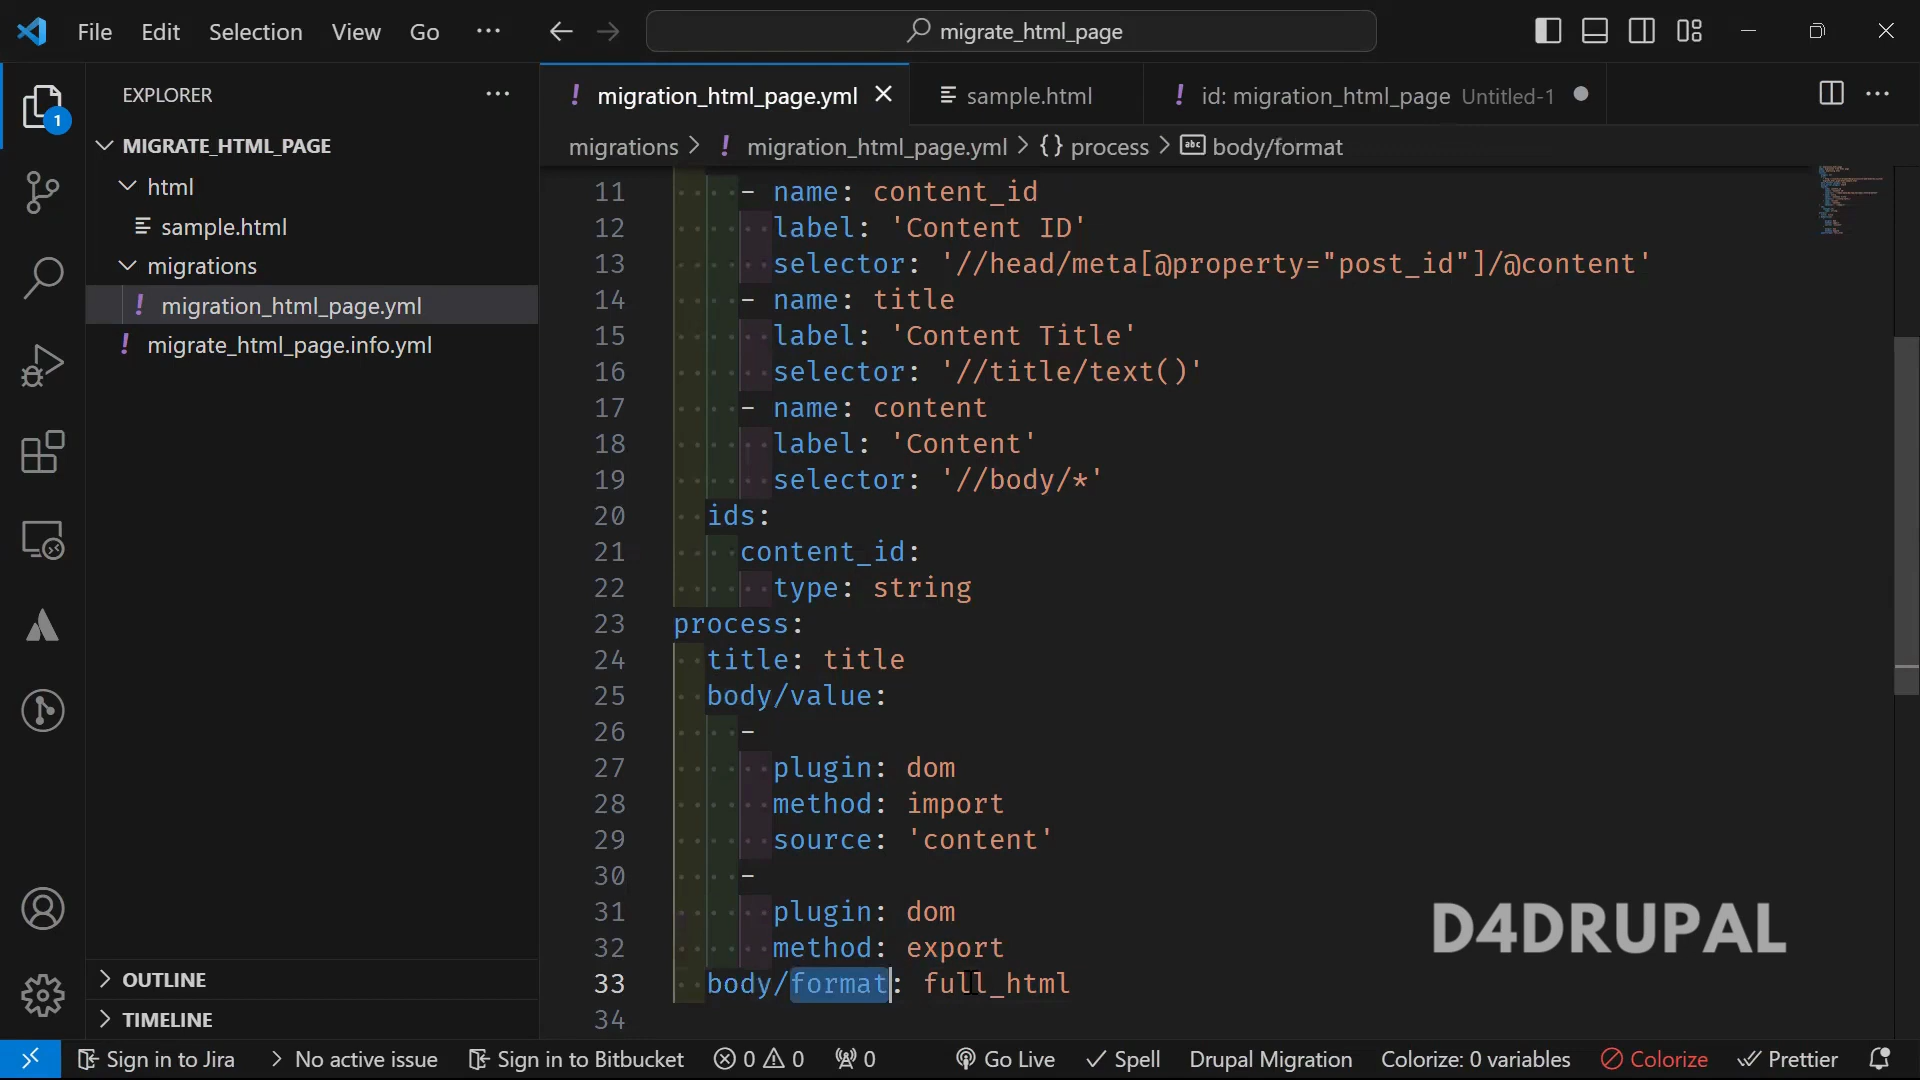 File Edit Selection View Go ··· migrate_html_page
EXPLORER ···
1
MIGRATE_HTML_PAGE
html
sample.html
migrations
! migration_html_page.yml
! migrate_html_page.info.yml
OUTLINE
TIMELINE
! migration_html_page.yml sample.html ! id: migration_html_page Untitled-1
migrations > ! migration_html_page.yml > {} process > abc body/format
11 - name: content_id
12 label: 'Content ID'
13 selector: '//head/meta[@property="post_id"]/@content'
14 - name: title
15 label: 'Content Title'
16 selector: '//title/text()'
17 - name: content
18 label: 'Content'
19 selector: '//body/*'
20 ids:
21 content_id:
22 type: string
23 process:
24 title: title
25 body/value:
26 -
27 plugin: dom
28 method: import
29 source: 'content'
30 -
31 plugin: dom
32 method: export
33 body/format: full_html
34
D4DRUPAL
Sign in to Jira > No active issue Sign in to Bitbucket 0 0 0 Go Live Spell Drupal Migration Colorize: 0 variables Colorize Prettier